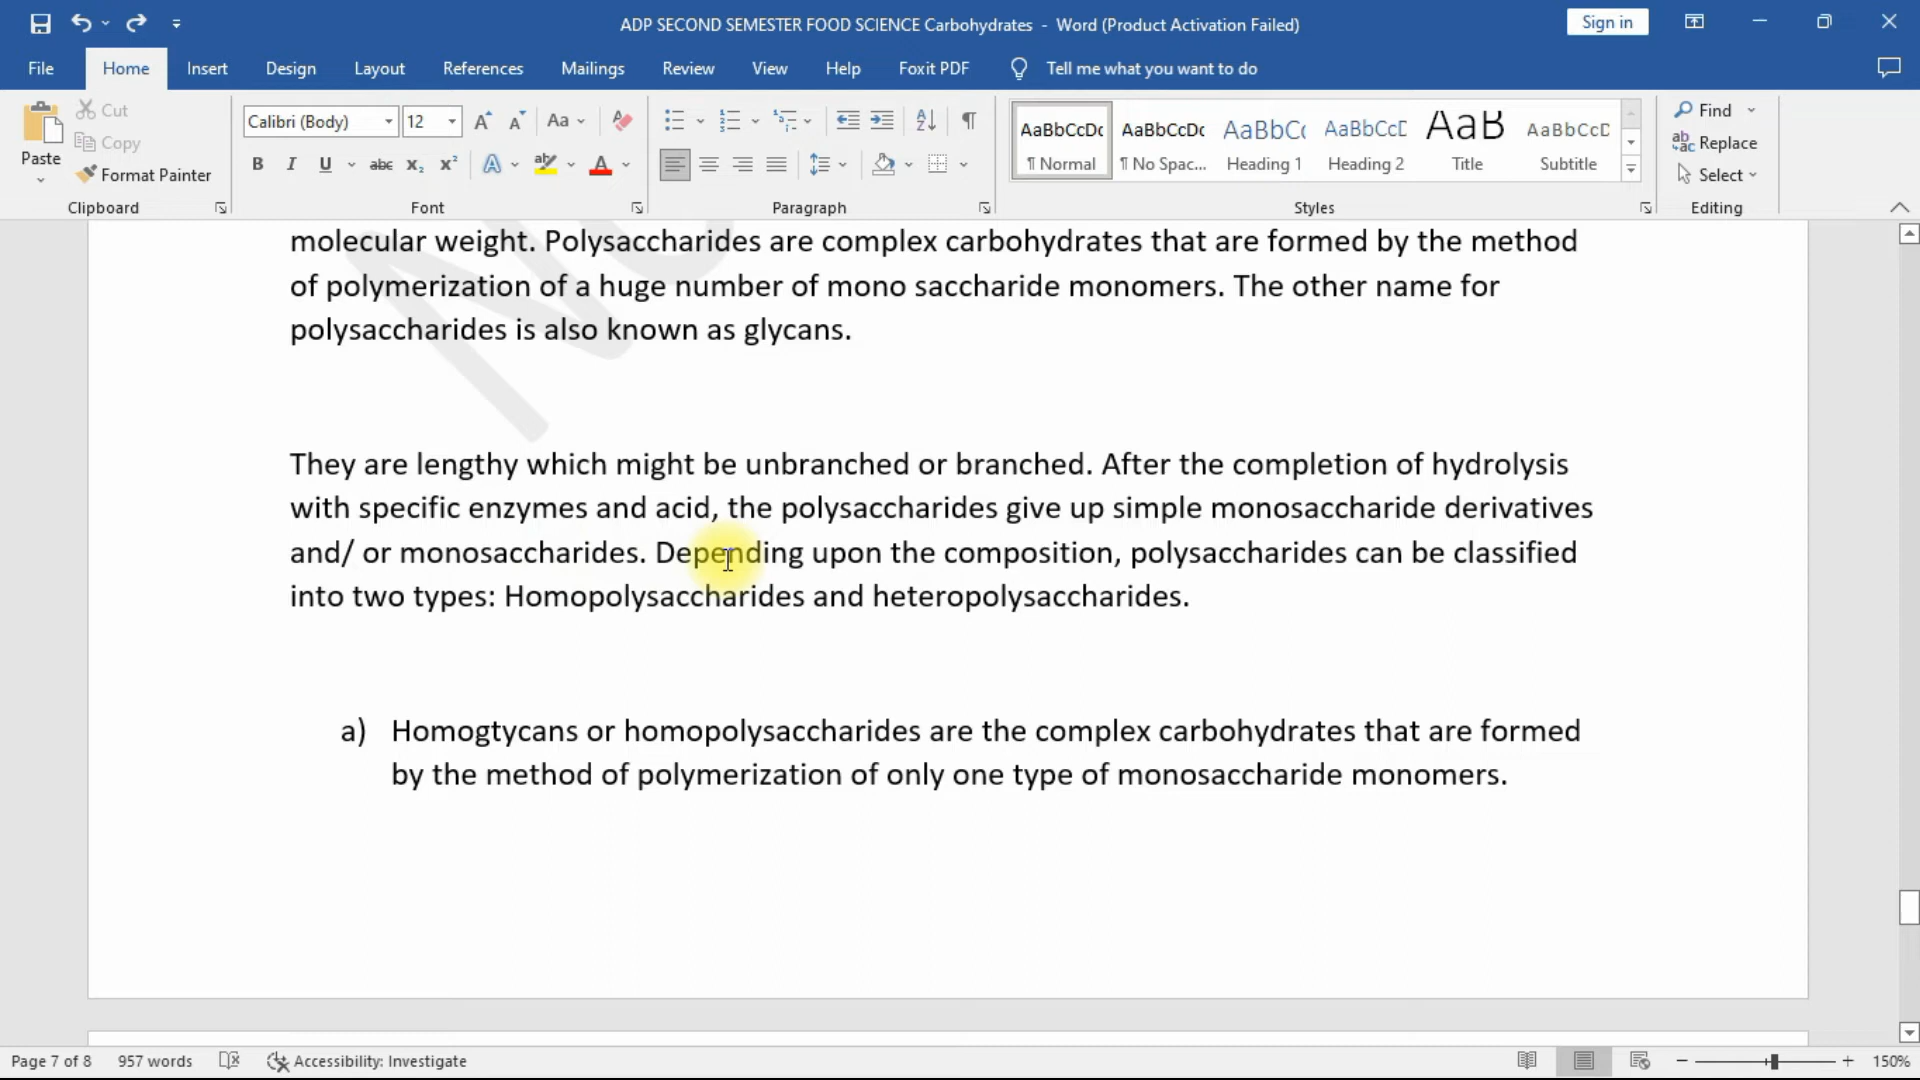 ADP SECOND SEMESTER FOOD SCIENCE Carbohydrates - Word (Product Activation Failed)
Sign in
File Home Insert Design Layout References Mailings Review View Help Foxit PDF Tell me what you want to do
Paste
Cut
Copy
Format Painter
Clipboard
Calibri (Body) 12
Aa
B I U abc x₂ x² A A
Font
Paragraph
AaBbCcDc AaBbCcDc AaBbCc AaBbCcD AaB AaBbCcD
¶ Normal ¶ No Spac... Heading 1 Heading 2 Title Subtitle
Styles
Find
Replace
Select
Editing
molecular weight. Polysaccharides are complex carbohydrates that are formed by the method
of polymerization of a huge number of mono saccharide monomers. The other name for
polysaccharides is also known as glycans.
They are lengthy which might be unbranched or branched. After the completion of hydrolysis
with specific enzymes and acid, the polysaccharides give up simple monosaccharide derivatives
and/ or monosaccharides. Depending upon the composition, polysaccharides can be classified
into two types: Homopolysaccharides and heteropolysaccharides.
a) Homogtycans or homopolysaccharides are the complex carbohydrates that are formed
by the method of polymerization of only one type of monosaccharide monomers.
Page 7 of 8 957 words Accessibility: Investigate 150%